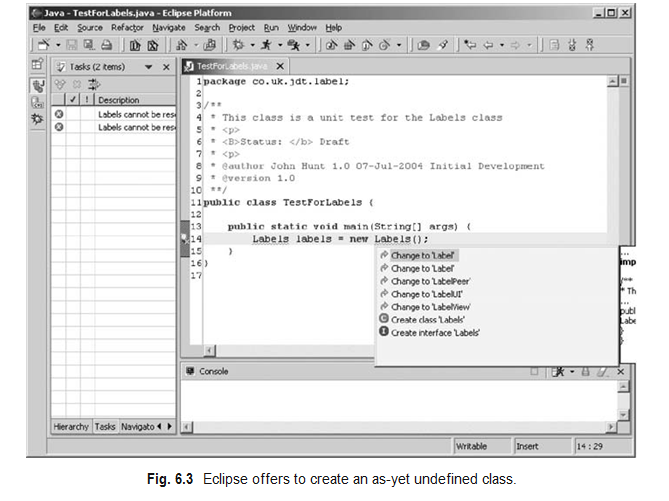 Java - TestForLabels.java - Eclipse Platform
File Edit Source Refactor Navigate Search Project Run Window Help
Tasks (2 items)
TestForLabels.java
! Description
Labels cannot be res
Labels cannot be res
1 package co.uk.jdt.label;
2
3 /**
4 * This class is a unit test for the Labels class
5 * <p>
6 * <B>Status: </b> Draft
7 * <p>
8 * @author John Hunt 1.0 07-Jul-2004 Initial Development
9 * @version 1.0
10 **/
11 public class TestForLabels {
12
13 public static void main(String[] args) {
14 Labels labels = new Labels();
15 }
16 }
17
Change to 'Label'
Change to 'Label'
Change to 'LabelPeer'
Change to 'LabelUI'
Change to 'LabelView'
Create class 'Labels'
Create interface 'Labels'
...
imp
/**
* Th
...
publ
Labe
}
}
Console
Hierarchy Tasks Navigato
Writable Insert 14 : 29
Fig. 6.3 Eclipse offers to create an as-yet undefined class.